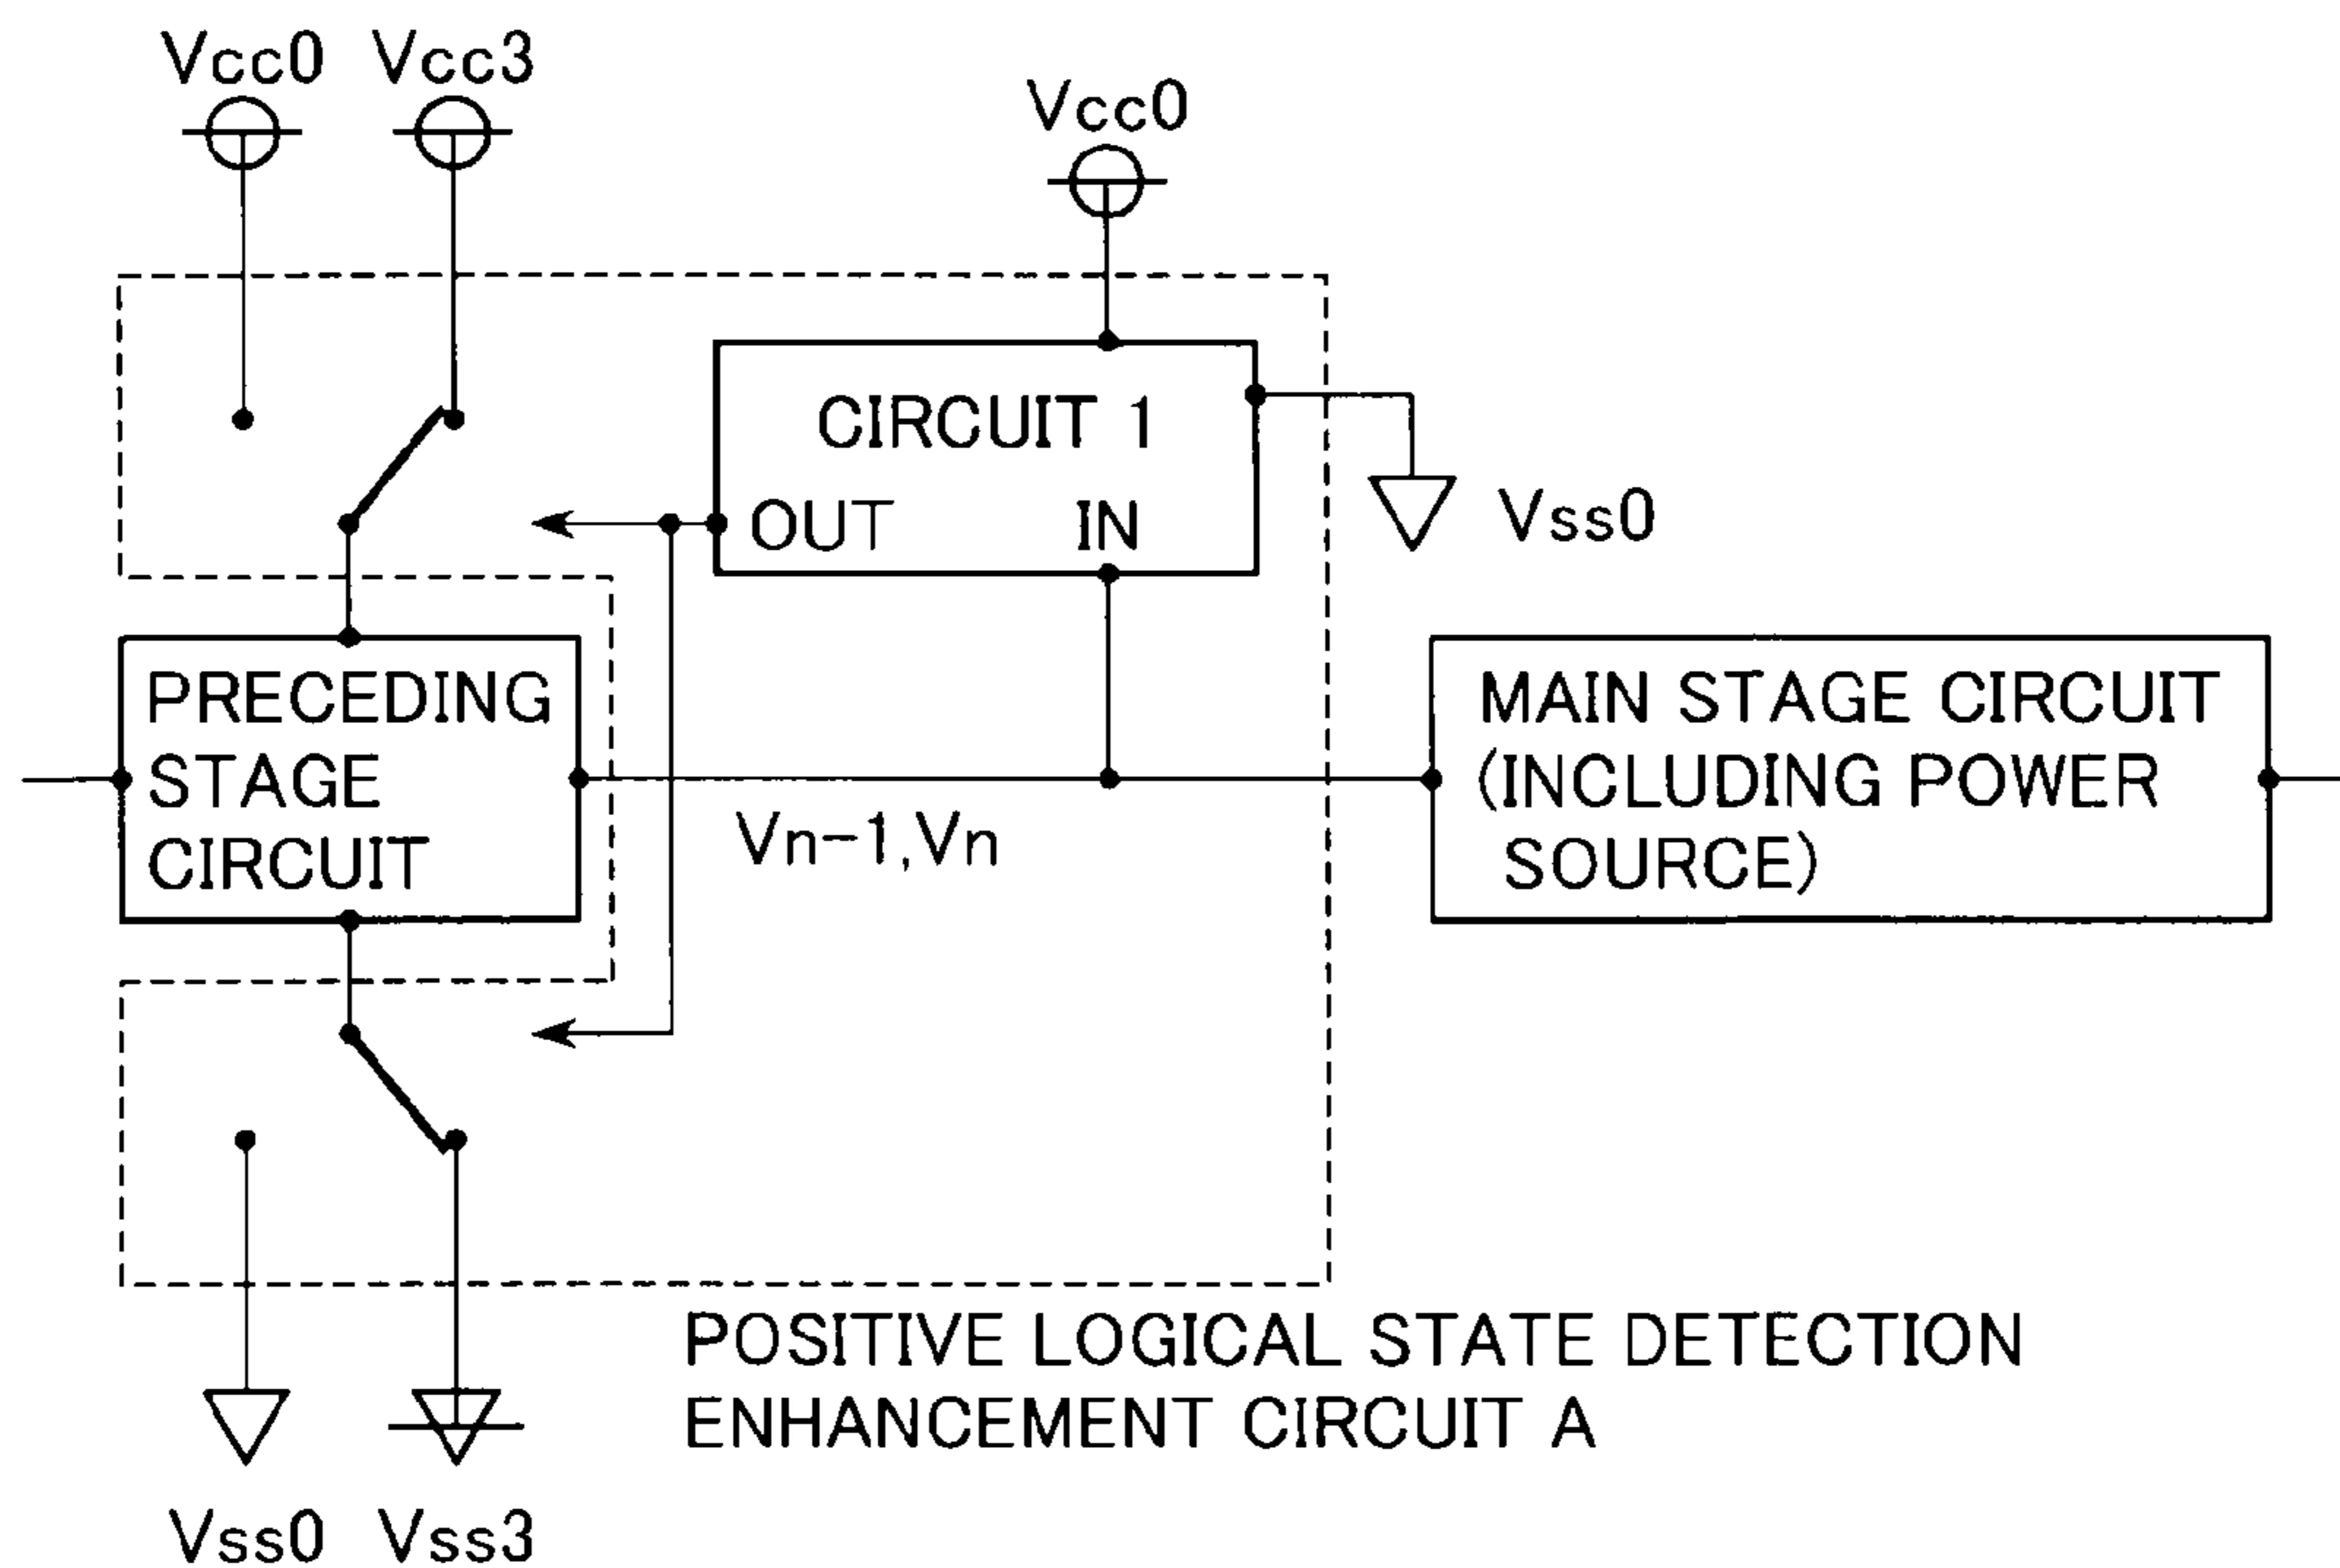 Vcc0 Vcc3
Vcc0
CIRCUIT 1
OUT IN
Vss0
PRECEDING
STAGE
CIRCUIT
MAIN STAGE CIRCUIT
(INCLUDING POWER
SOURCE)
Vn-1,Vn
POSITIVE LOGICAL STATE DETECTION
ENHANCEMENT CIRCUIT A
Vss0 Vss3